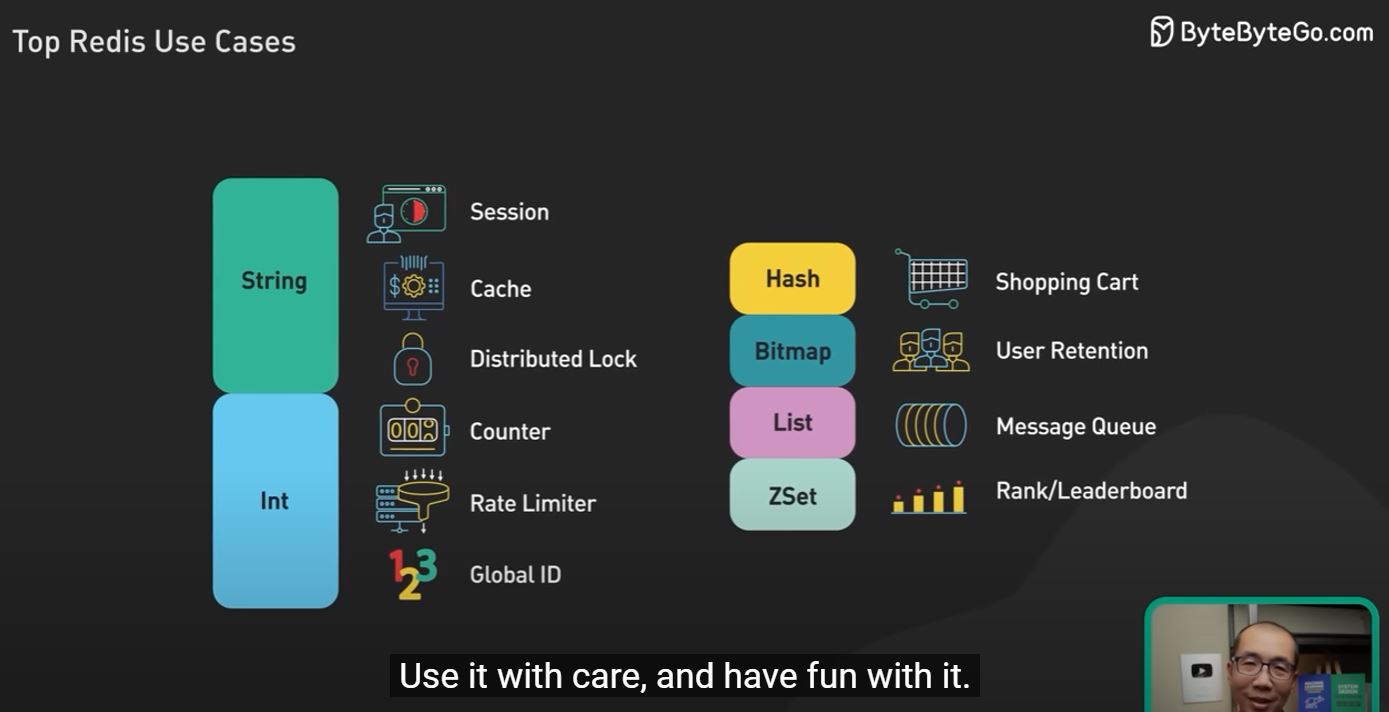 Top Redis Use Cases
ByteByteGo.com
String
Session
Cache
Distributed Lock
Int
Counter
Rate Limiter
Global ID
Hash
Shopping Cart
Bitmap
User Retention
List
Message Queue
ZSet
Rank/Leaderboard
123
Use it with care, and have fun with it.